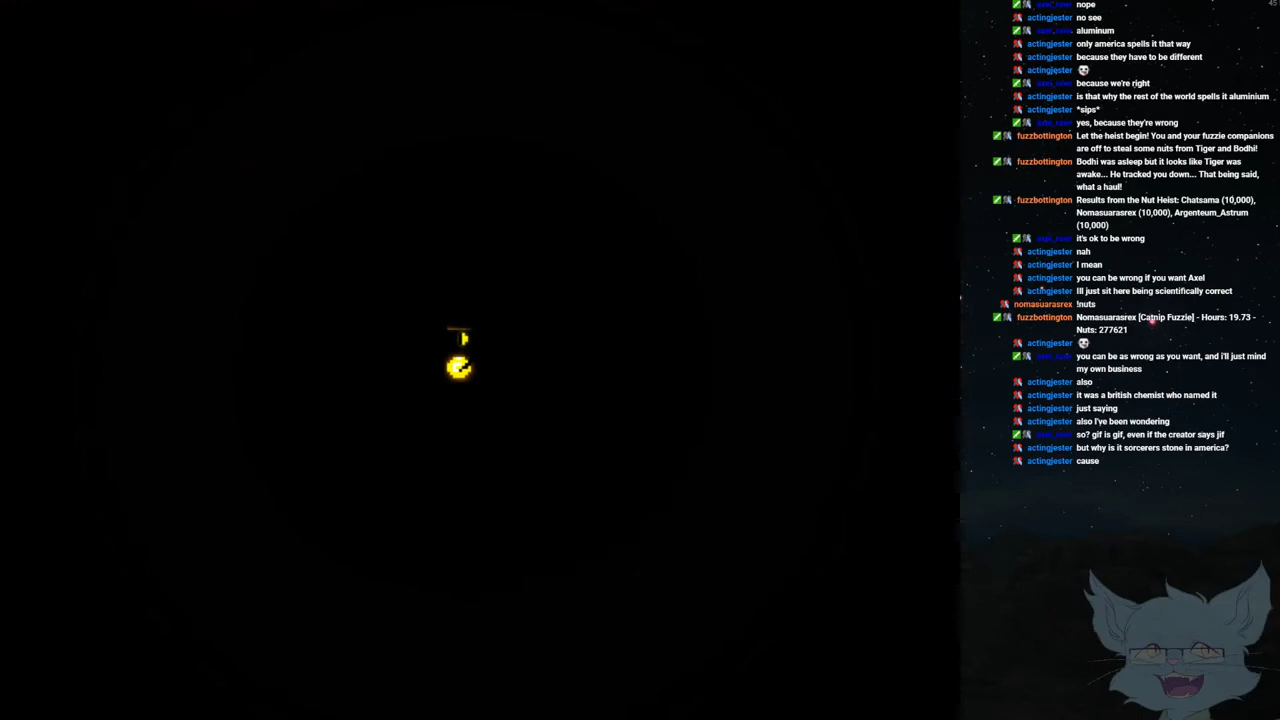 45
nope
actingjester no see
aluminum
actingjester only america spells it that way
actingjester because they have to be different
actingjester
because we're right
actingjester is that why the rest of the world spells it aluminium
actingjester *sips*
yes, because they're wrong
fuzzbottington Let the heist begin! You and your fuzzie companions
are off to steal some nuts from Tiger and Bodhi!
fuzzbottington Bodhi was asleep but it looks like Tiger was
awake... He tracked you down... That being said,
what a haul!
fuzzbottington Results from the Nut Heist: Chatsama (10,000),
Nomasuarasrex (10,000), Argenteum_Astrum
(10,000)
it's ok to be wrong
actingjester nah
actingjester I mean
actingjester you can be wrong if you want Axel
actingjester Ill just sit here being scientifically correct
nomasuarasrex !nuts
fuzzbottington Nomasuarasrex [Catnip Fuzzie] - Hours: 19.73 -
Nuts: 277621
actingjester
you can be as wrong as you want, and i'll just mind
my own business
actingjester also
actingjester it was a british chemist who named it
actingjester just saying
actingjester also I've been wondering
so? gif is gif, even if the creator says jif
actingjester but why is it sorcerers stone in america?
actingjester cause